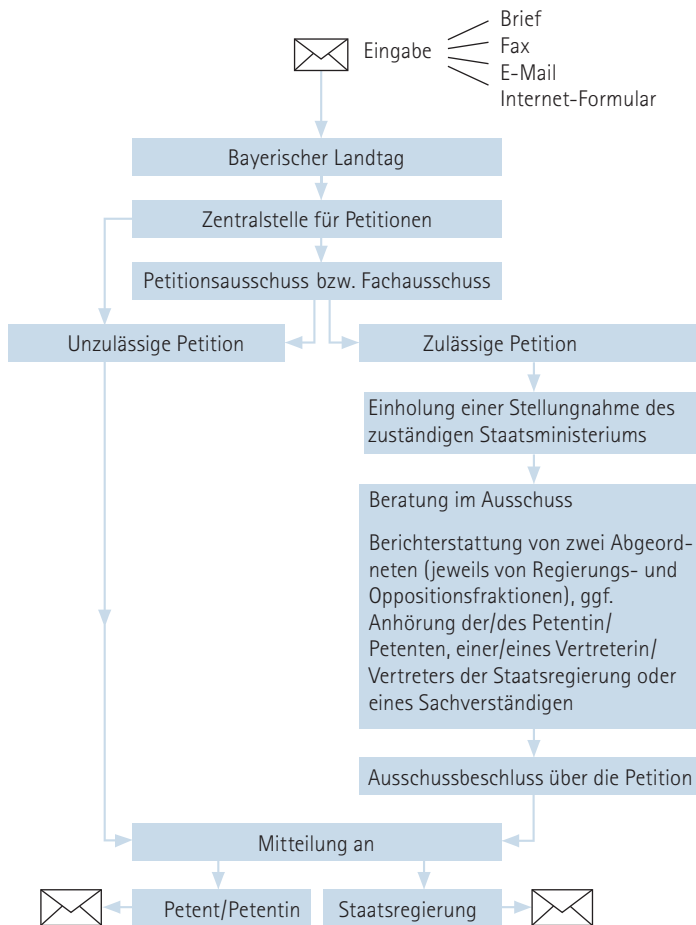 Brief
Eingabe
Fax
E-Mail
Internet-Formular
Bayerischer Landtag
Zentralstelle für Petitionen
Petitionsausschuss bzw. Fachausschuss
Unzulässige Petition
Zulässige Petition
Einholung einer Stellungnahme des
zuständigen Staatsministeriums
Beratung im Ausschuss
Berichterstattung von zwei Abgeord-
neten (jeweils von Regierungs- und
Oppositionsfraktionen), ggf.
Anhörung der/des Petentin/
Petenten, einer/eines Vertreterin/
Vertreters der Staatsregierung oder
eines Sachverständigen
Ausschussbeschluss über die Petition
Mitteilung an
Petent/Petentin
Staatsregierung